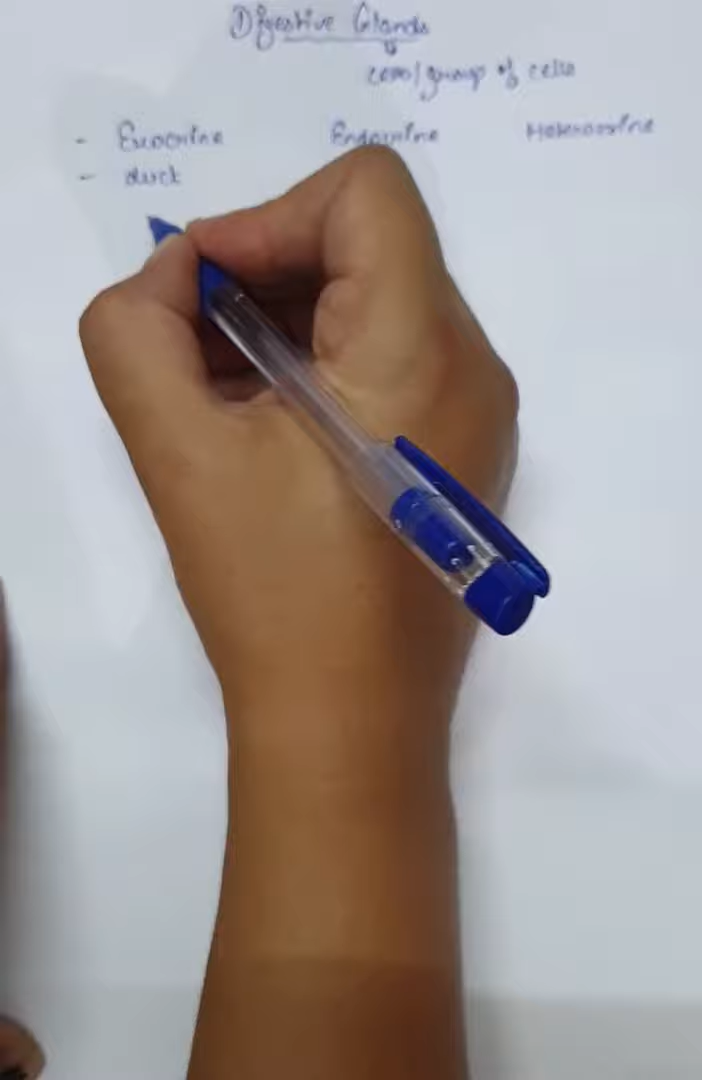 Digestive Glands
cell/group of cells
- Exocrine Endocrine Heterocrine
- duct